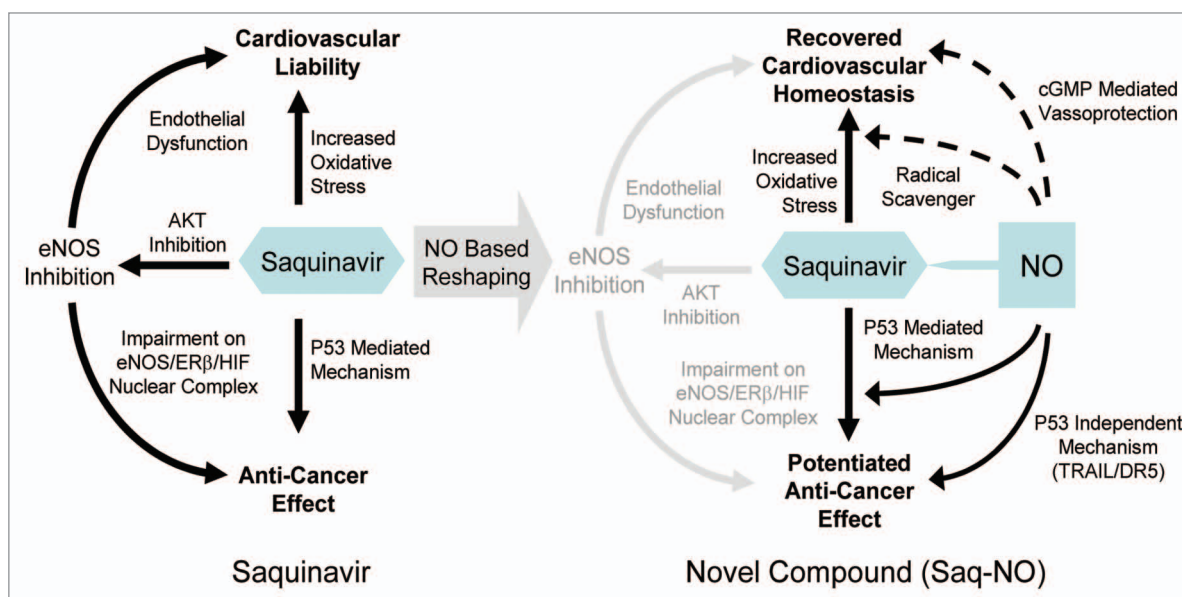 Cardiovascular
Liability
Endothelial
Dysfunction
Increased
Oxidative
Stress
AKT
Inhibition
eNOS
Inhibition
Saquinavir
Impairment on
eNOS/ERβ/HIF
Nuclear Complex
P53 Mediated
Mechanism
Anti-Cancer
Effect
Saquinavir
NO Based
Reshaping
Recovered
Cardiovascular
Homeostasis
cGMP Mediated
Vassoprotection
Increased
Oxidative
Stress
Radical
Scavenger
Endothelial
Dysfunction
eNOS
Inhibition
AKT
Inhibition
Saquinavir
NO
P53 Mediated
Mechanism
Impairment on
eNOS/ERβ/HIF
Nuclear Complex
P53 Independent
Mechanism
(TRAIL/DR5)
Potentiated
Anti-Cancer
Effect
Novel Compound (Saq-NO)